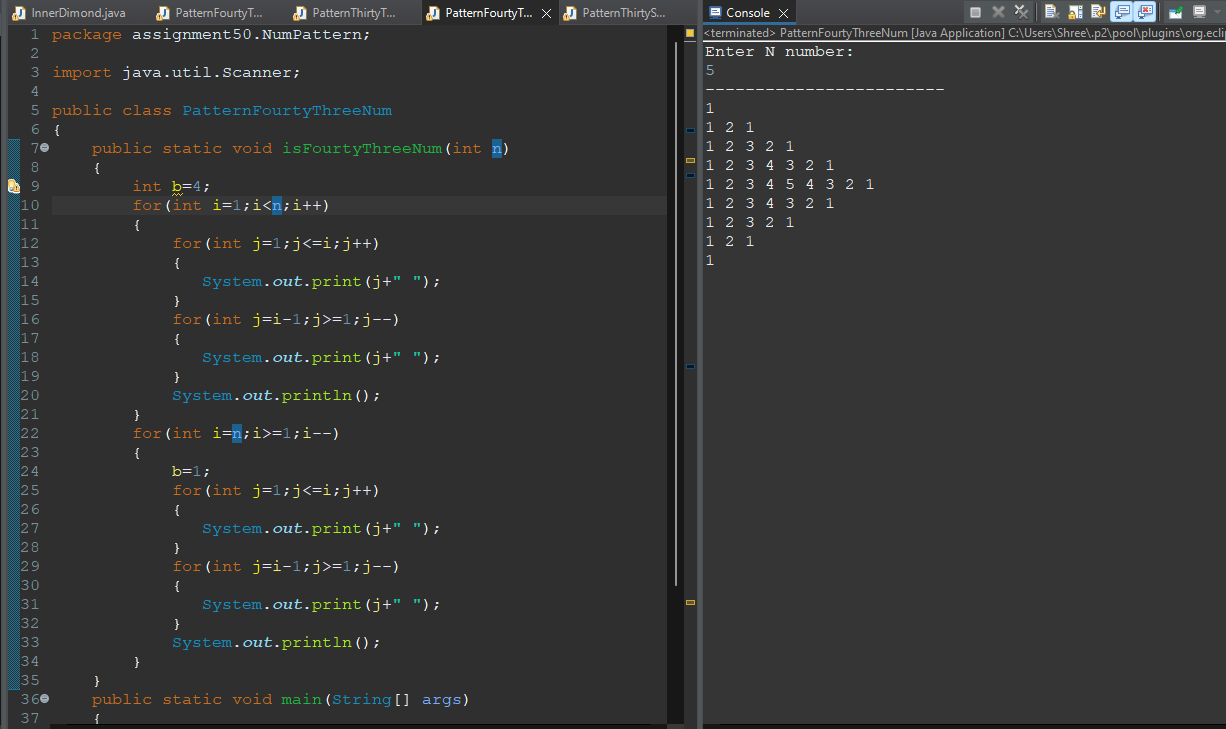 InnerDimond.java PatternFourtyT... PatternThirtyT... PatternFourtyT... PatternThirtyS...
1 package assignment50.NumPattern;
2
3 import java.util.Scanner;
4
5 public class PatternFourtyThreeNum
6 {
7 public static void isFourtyThreeNum(int n)
8 {
9 int b=4;
10 for(int i=1;i<n;i++)
11 {
12 for(int j=1;j<=i;j++)
13 {
14 System.out.print(j+" ");
15 }
16 for(int j=i-1;j>=1;j--)
17 {
18 System.out.print(j+" ");
19 }
20 System.out.println();
21 }
22 for(int i=n;i>=1;i--)
23 {
24 b=1;
25 for(int j=1;j<=i;j++)
26 {
27 System.out.print(j+" ");
28 }
29 for(int j=i-1;j>=1;j--)
30 {
31 System.out.print(j+" ");
32 }
33 System.out.println();
34 }
35 }
36 public static void main(String[] args)
37 {
Console
<terminated> PatternFourtyThreeNum [Java Application] C:\Users\Shree\.p2\pool\plugins\org.ecli
Enter N number:
5
------------------------
1
1 2 1
1 2 3 2 1
1 2 3 4 3 2 1
1 2 3 4 5 4 3 2 1
1 2 3 4 3 2 1
1 2 3 2 1
1 2 1
1